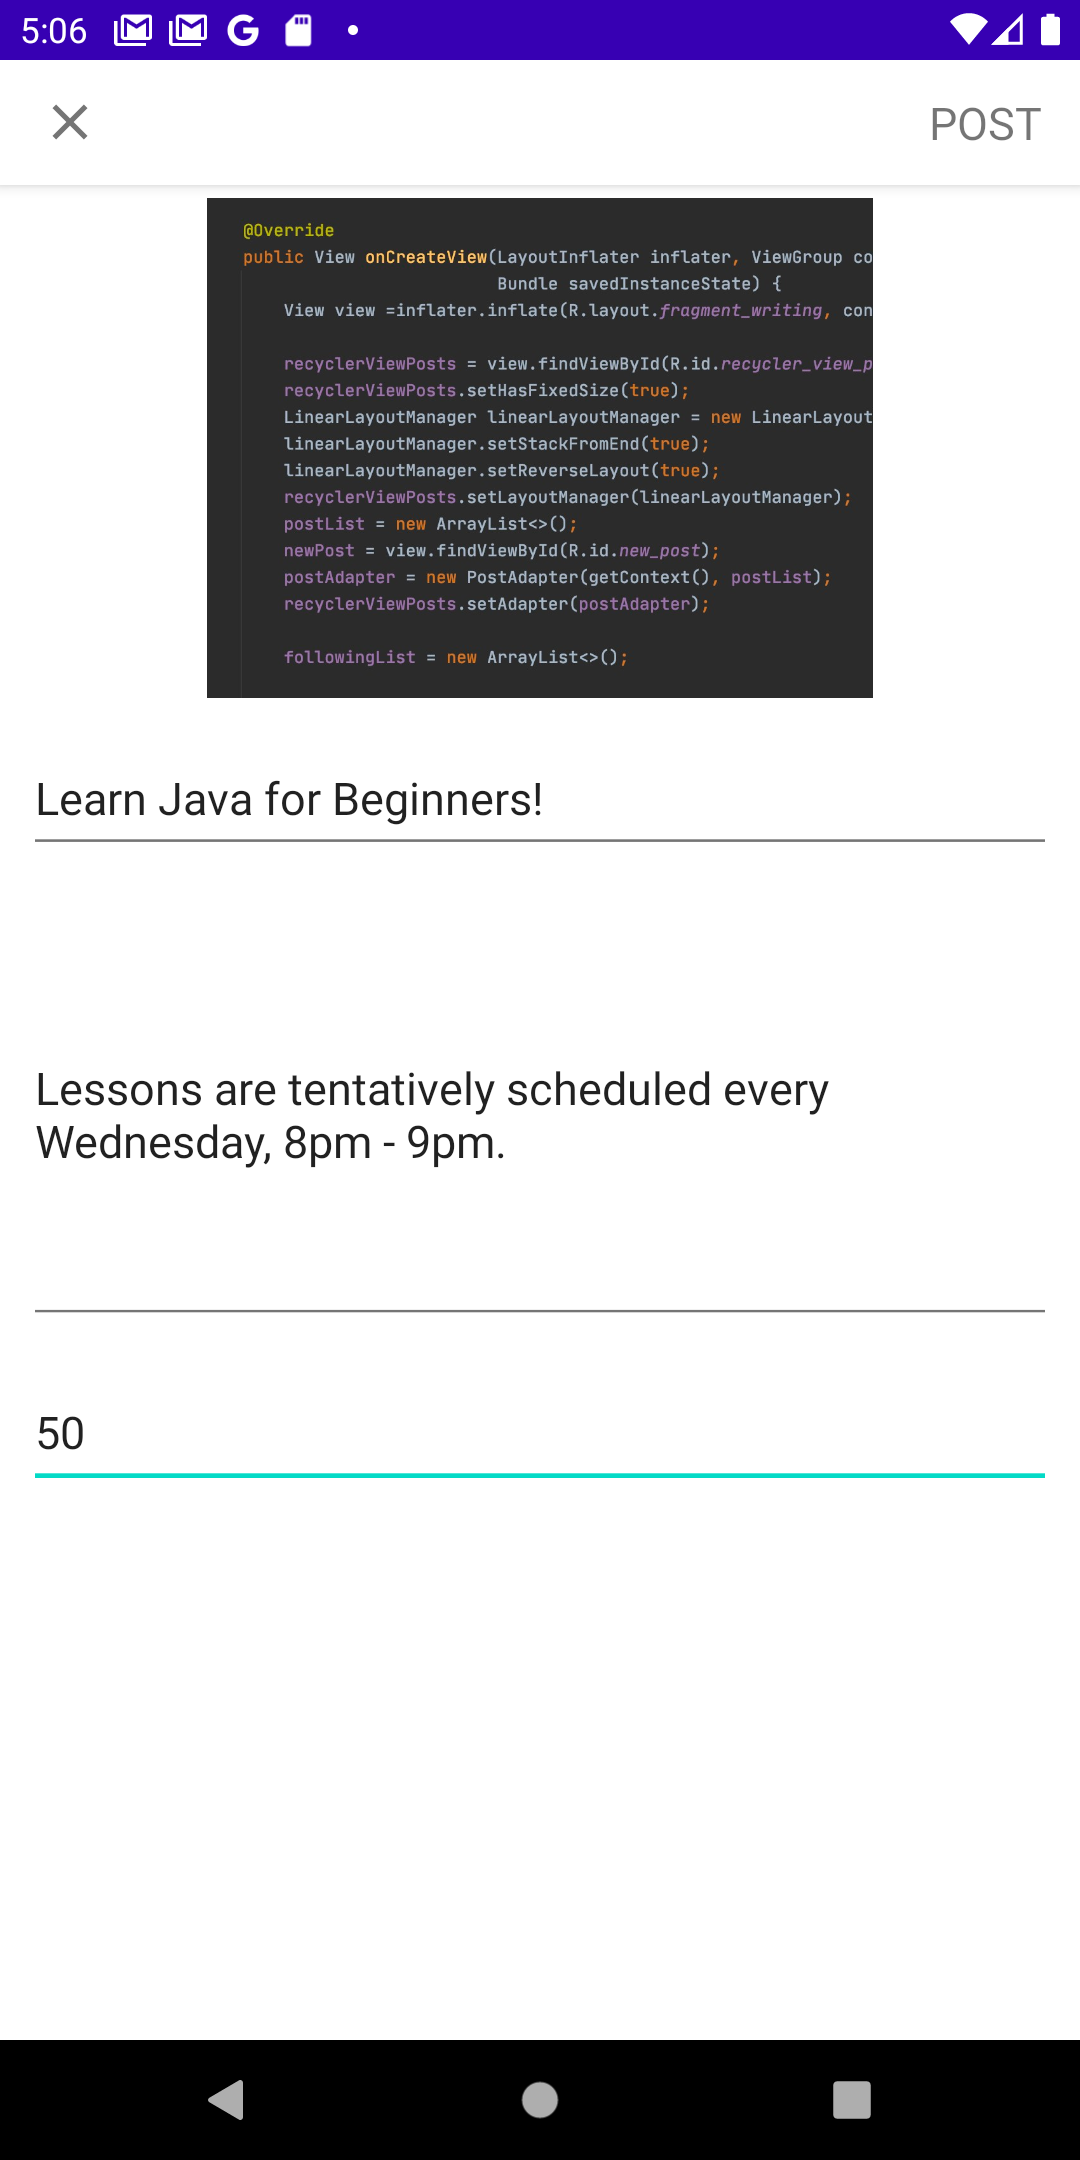 5:06
POST
@Override
public View onCreateView(LayoutInflater inflater, ViewGroup co
Bundle savedInstanceState) {
View view =inflater.inflate(R.layout.fragment_writing, con
recyclerViewPosts = view.findViewById(R.id.recycler_view_p
recyclerViewPosts.setHasFixedSize(true);
LinearLayoutManager linearLayoutManager = new LinearLayout
linearLayoutManager.setStackFromEnd(true);
linearLayoutManager.setReverseLayout(true);
recyclerViewPosts.setLayoutManager(linearLayoutManager);
postList = new ArrayList<>();
newPost = view.findViewById(R.id.new_post);
postAdapter = new PostAdapter(getContext(), postList);
recyclerViewPosts.setAdapter(postAdapter);
followingList = new ArrayList<>();
Learn Java for Beginners!
Lessons are tentatively scheduled every
Wednesday, 8pm - 9pm.
50